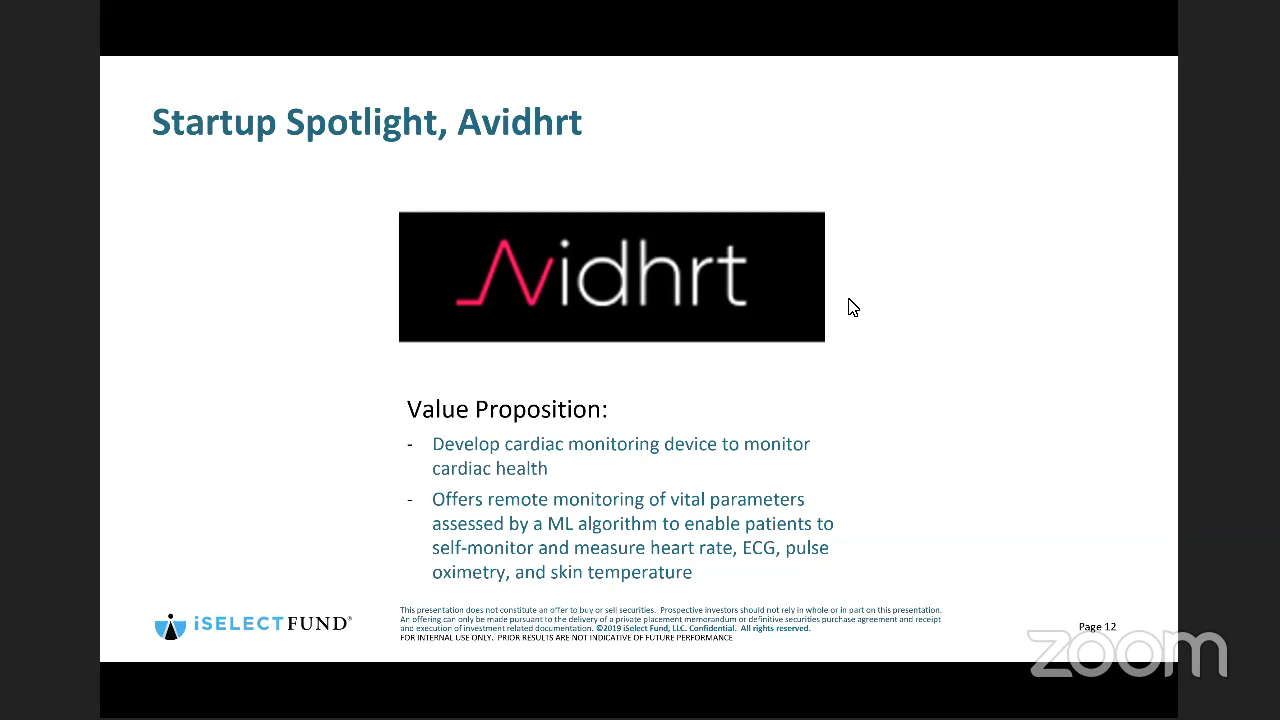 Startup Spotlight, Avidhrt
Avidhrt
Value Proposition:
- Develop cardiac monitoring device to monitor
cardiac health
- Offers remote monitoring of vital parameters
assessed by a ML algorithm to enable patients to
self-monitor and measure heart rate, ECG, pulse
oximetry, and skin temperature
iSELECTFUND®
This presentation does not constitute an offer to buy or sell securities. Prospective investors should not rely in whole or in part on this presentation.
An offering can only be made pursuant to the delivery of a private placement memorandum or definitive securities purchase agreement and receipt
and execution of investment related documentation. ©2019 iSelect Fund, LLC. Confidential. All rights reserved.
FOR INTERNAL USE ONLY. PRIOR RESULTS ARE NOT INDICATIVE OF FUTURE PERFORMANCE
Page 12
zoom